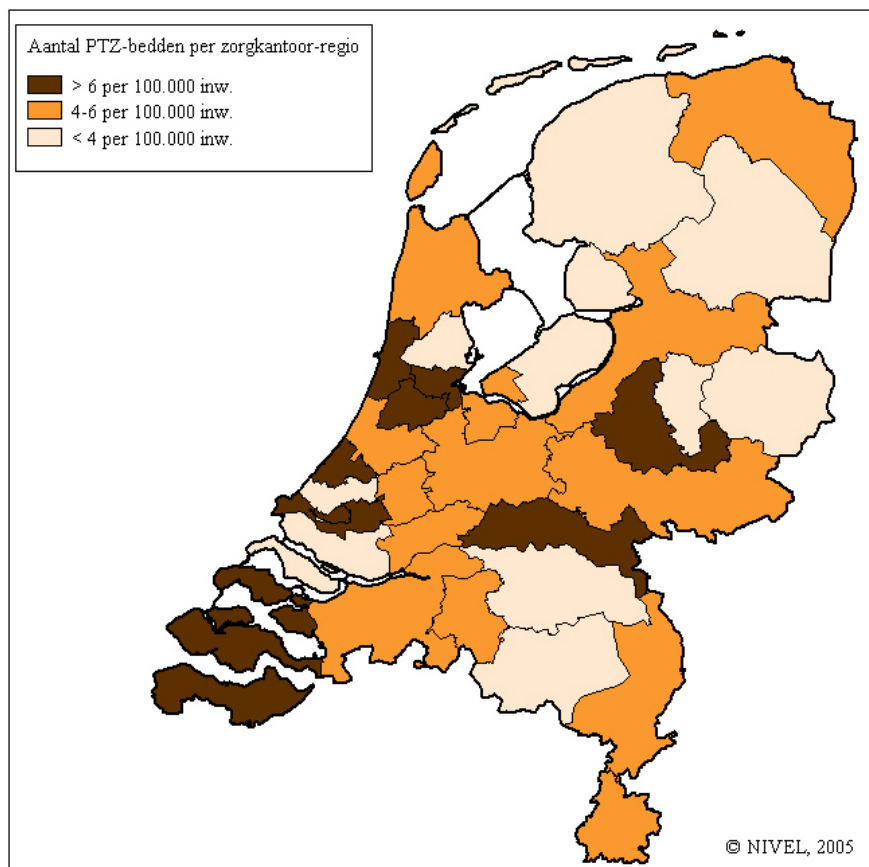 Aantal PTZ-bedden per zorgkantoor-regio
> 6 per 100.000 inw.
4-6 per 100.000 inw.
< 4 per 100.000 inw.
© NIVEL, 2005